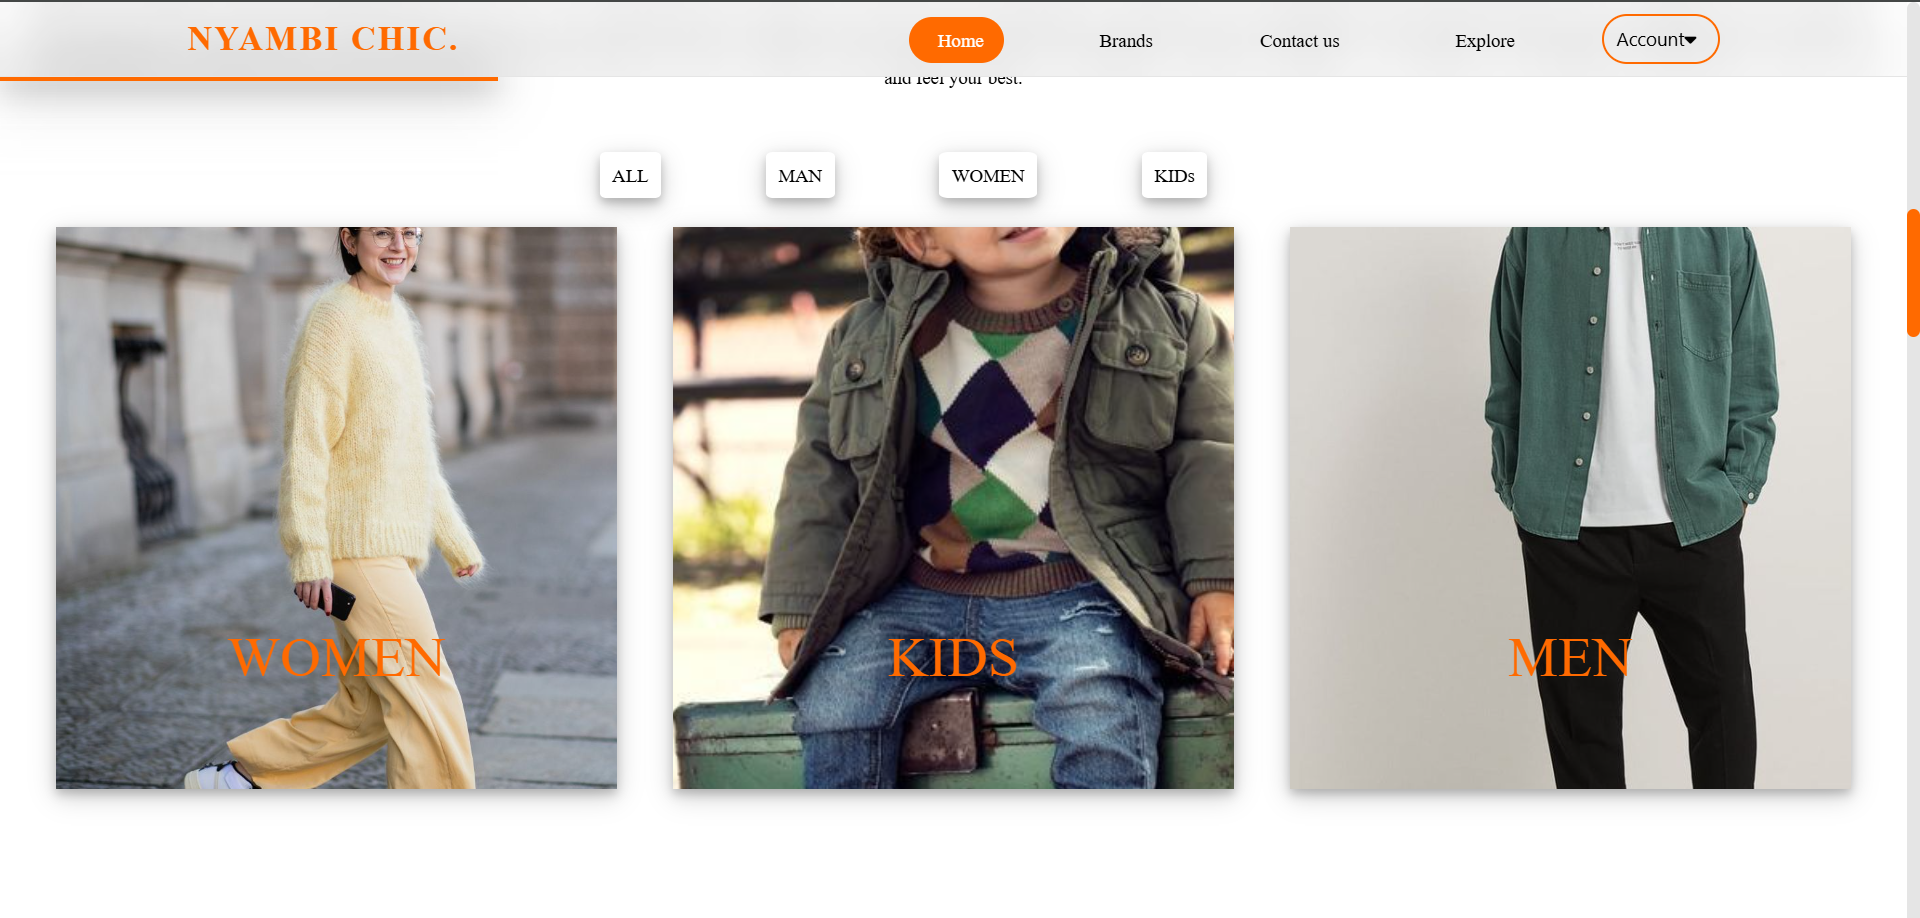 NYAMBI CHIC.
Home
Brands
Contact us
Explore
Account
and feel your best.
ALL
MAN
WOMEN
KIDs
WOMEN
KIDS
MEN